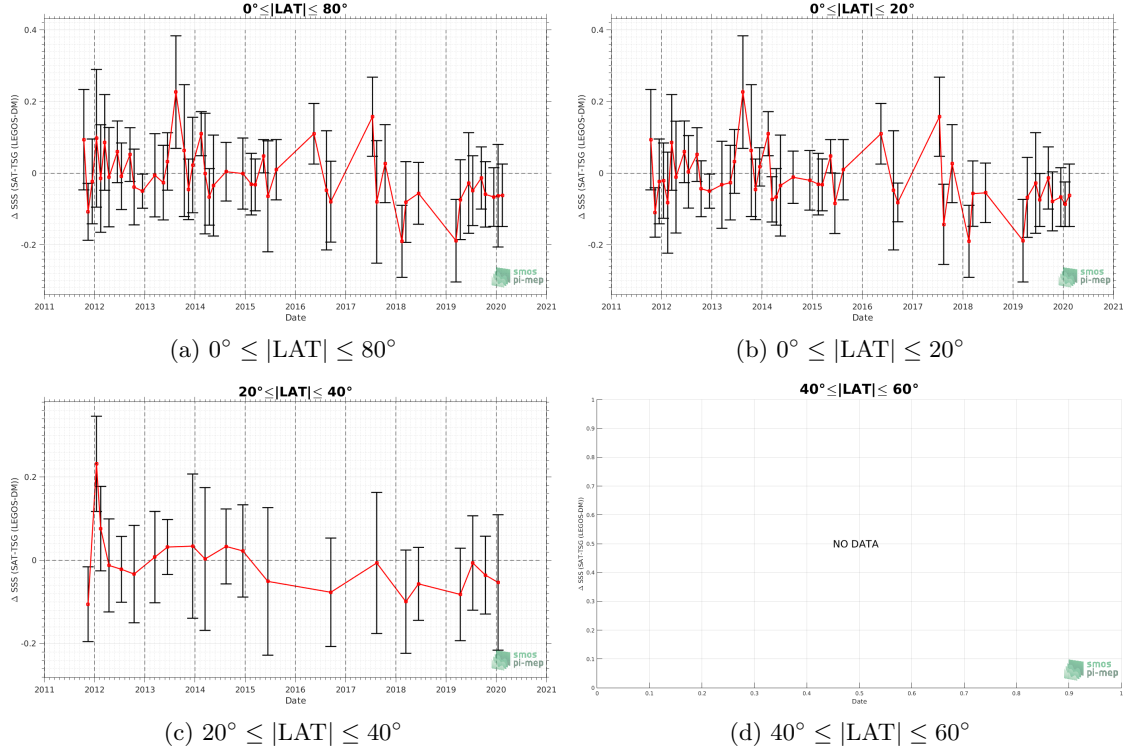 0°≤|LAT|≤ 80°
Δ SSS (SAT-TSG (LEGOS-DM))
0.4
0.2
0
-0.2
2011 2012 2013 2014 2015 2016 2017 2018 2019 2020 2021
Date
smos
pi-mep
(a) 0° ≤ |LAT| ≤ 80°
0°≤|LAT|≤ 20°
Δ SSS (SAT-TSG (LEGOS-DM))
0.4
0.2
0
-0.2
2011 2012 2013 2014 2015 2016 2017 2018 2019 2020 2021
Date
smos
pi-mep
(b) 0° ≤ |LAT| ≤ 20°
20°≤|LAT|≤ 40°
Δ SSS (SAT-TSG (LEGOS-DM))
0.2
0
-0.2
2011 2012 2013 2014 2015 2016 2017 2018 2019 2020 2021
Date
smos
pi-mep
(c) 20° ≤ |LAT| ≤ 40°
40°≤|LAT|≤ 60°
Δ SSS (SAT-TSG (LEGOS-DM))
1
0.9
0.8
0.7
0.6
0.5
0.4
0.3
0.2
0.1
0
NO DATA
0 0.1 0.2 0.3 0.4 0.5 0.6 0.7 0.8 0.9 1
Date
smos
pi-mep
(d) 40° ≤ |LAT| ≤ 60°